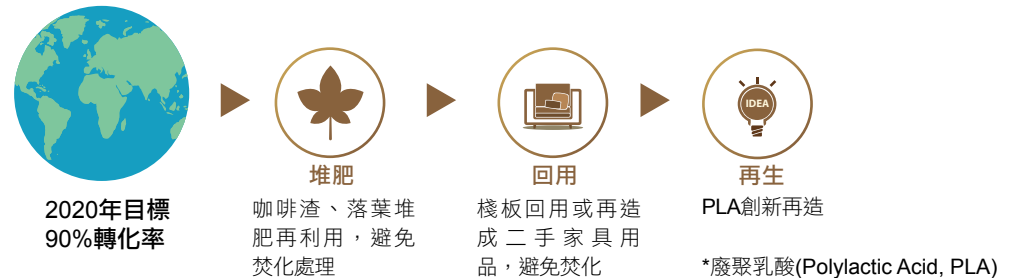 2020年目標
90%轉化率
堆肥
咖啡渣、落葉堆
肥再利用，避免
焚化處理
回用
棧板回用或再造
成二手家具用
品，避免焚化
IDEA
再生
PLA創新再造
*廢聚乳酸(Polylactic Acid, PLA)